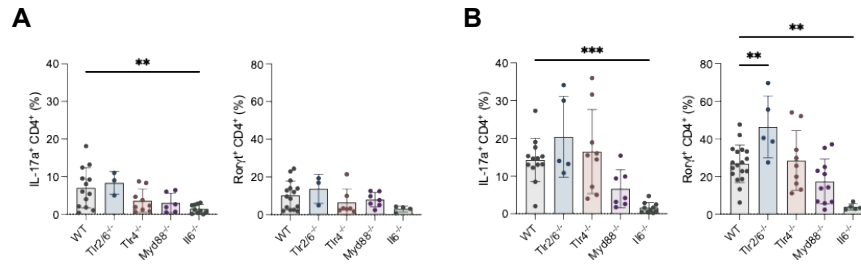 A
B
**
IL-17a⁺ CD4⁺ (%)
40
30
20
10
0
WT
Tlr2/6⁻/⁻
Tlr4⁻/⁻
Myd88⁻/⁻
Il6⁻/⁻
Rorγt⁺ CD4⁺ (%)
80
60
40
20
0
WT
Tlr2/6⁻/⁻
Tlr4⁻/⁻
Myd88⁻/⁻
Il6⁻/⁻
***
IL-17a⁺ CD4⁺ (%)
40
30
20
10
0
WT
Tlr2/6⁻/⁻
Tlr4⁻/⁻
Myd88⁻/⁻
Il6⁻/⁻
**
**
Rorγt⁺ CD4⁺ (%)
80
60
40
20
0
WT
Tlr2/6⁻/⁻
Tlr4⁻/⁻
Myd88⁻/⁻
Il6⁻/⁻